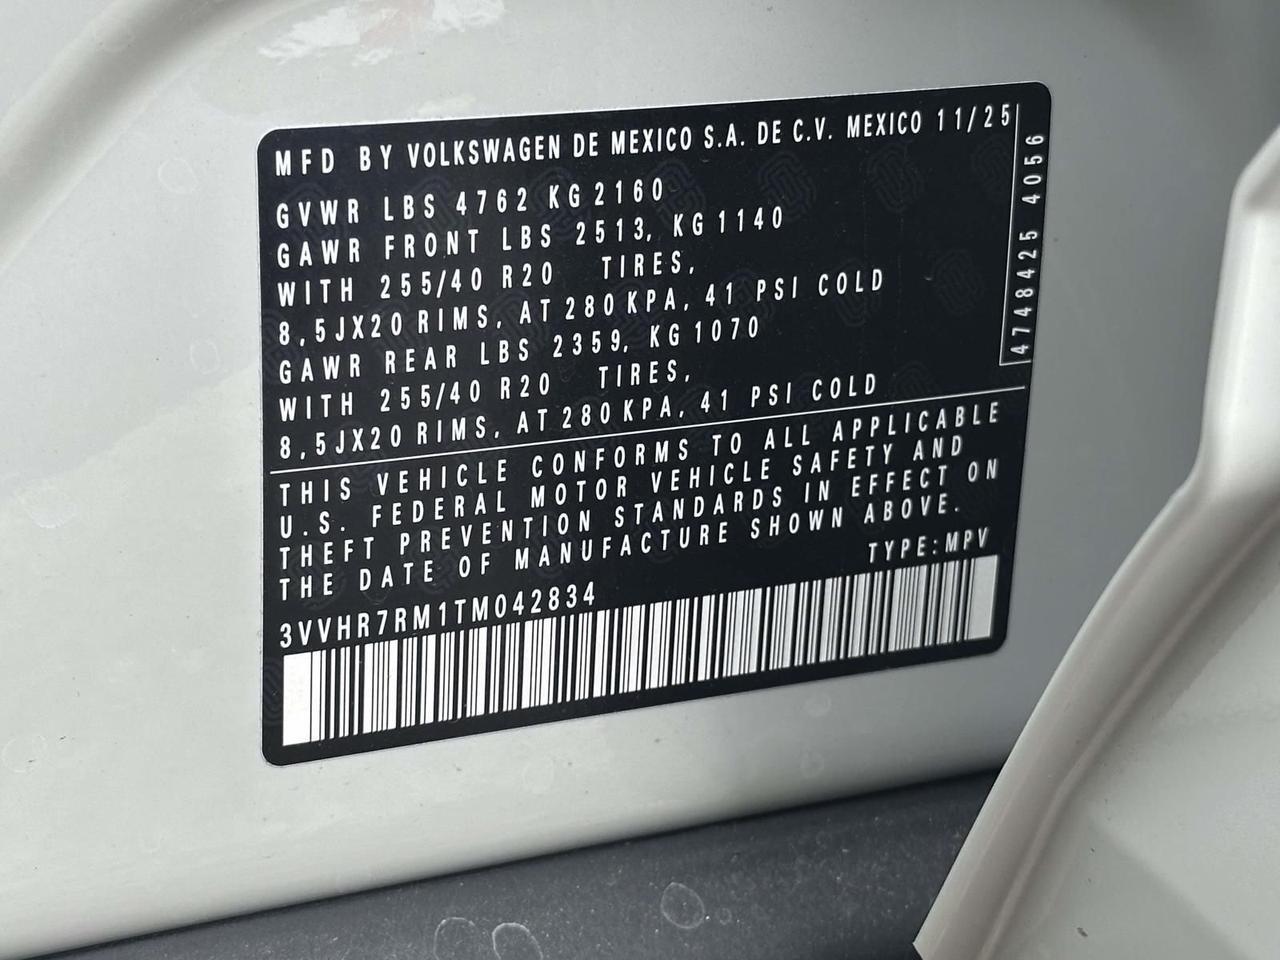 MFD BY VOLKSWAGEN DE MEXICO S.A. DE C.V. MEXICO 11/25
GVWR LBS 4762 KG 2160
GAWR FRONT LBS 2513, KG 1140
WITH 255/40 R20 TIRES,
8,5JX20 RIMS, AT 280 KPA, 41 PSI COLD
GAWR REAR LBS 2359, KG 1070
WITH 255/40 R20 TIRES,
8,5JX20 RIMS, AT 280 KPA, 41 PSI COLD
4748425 4056
THIS VEHICLE CONFORMS TO ALL APPLICABLE
U.S. FEDERAL MOTOR VEHICLE SAFETY AND
THEFT PREVENTION STANDARDS IN EFFECT ON
THE DATE OF MANUFACTURE SHOWN ABOVE.
TYPE:MPV
3VVHR7RM1TM042834